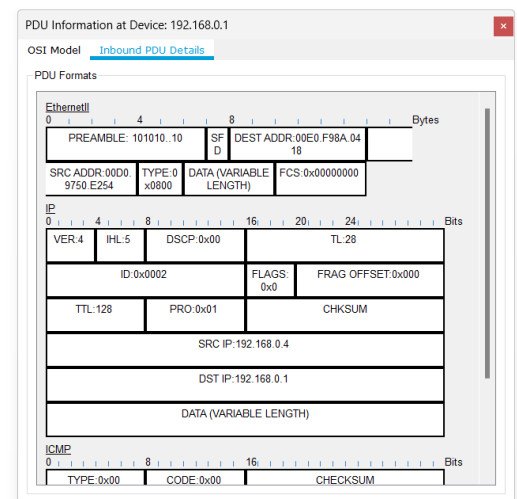 PDU Information at Device: 192.168.0.1
×
OSI Model Inbound PDU Details
PDU Formats
EthernetII
0 4 8 Bytes
PREAMBLE: 101010..10 SF DEST ADDR:00E0.F98A.04
D 18
SRC ADDR:00D0. TYPE:0 DATA (VARIABLE FCS:0x00000000
9750.E254 x0800 LENGTH)
IP
0 4 8 16 20 24 Bits
VER:4 IHL:5 DSCP:0x00 TL:28
ID:0x0002 FLAGS: FRAG OFFSET:0x000
0x0
TTL:128 PRO:0x01 CHKSUM
SRC IP:192.168.0.4
DST IP:192.168.0.1
DATA (VARIABLE LENGTH)
ICMP
0 8 16 Bits
TYPE:0x00 CODE:0x00 CHECKSUM